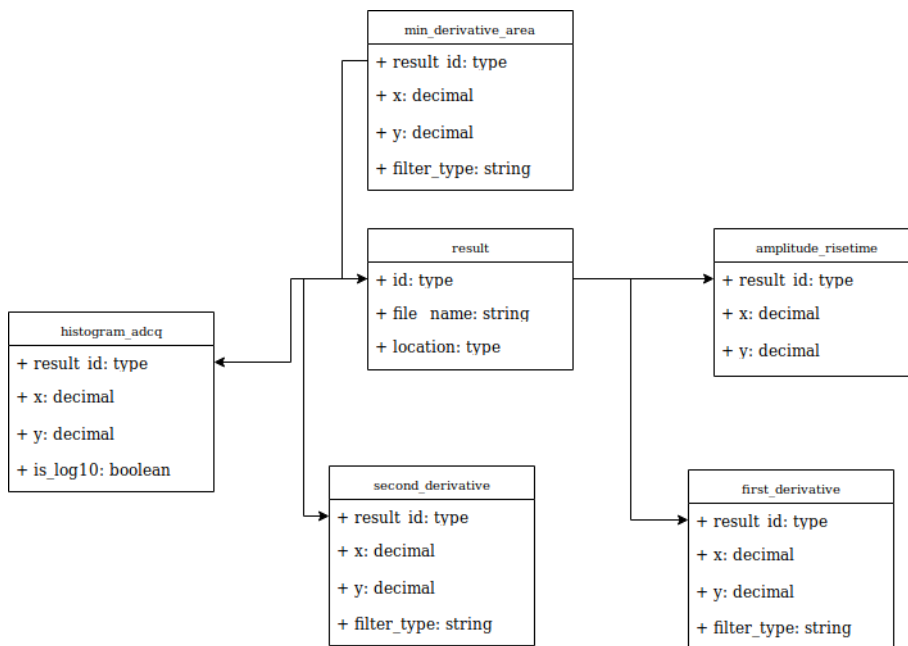 min_derivative_area
+ result_id: type
+ x: decimal
+ y: decimal
+ filter_type: string
result
+ id: type
+ file_name: string
+ location: type
amplitude_risetime
+ result_id: type
+ x: decimal
+ y: decimal
histogram_adcq
+ result_id: type
+ x: decimal
+ y: decimal
+ is_log10: boolean
second_derivative
+ result_id: type
+ x: decimal
+ y: decimal
+ filter_type: string
first_derivative
+ result_id: type
+ x: decimal
+ y: decimal
+ filter_type: string